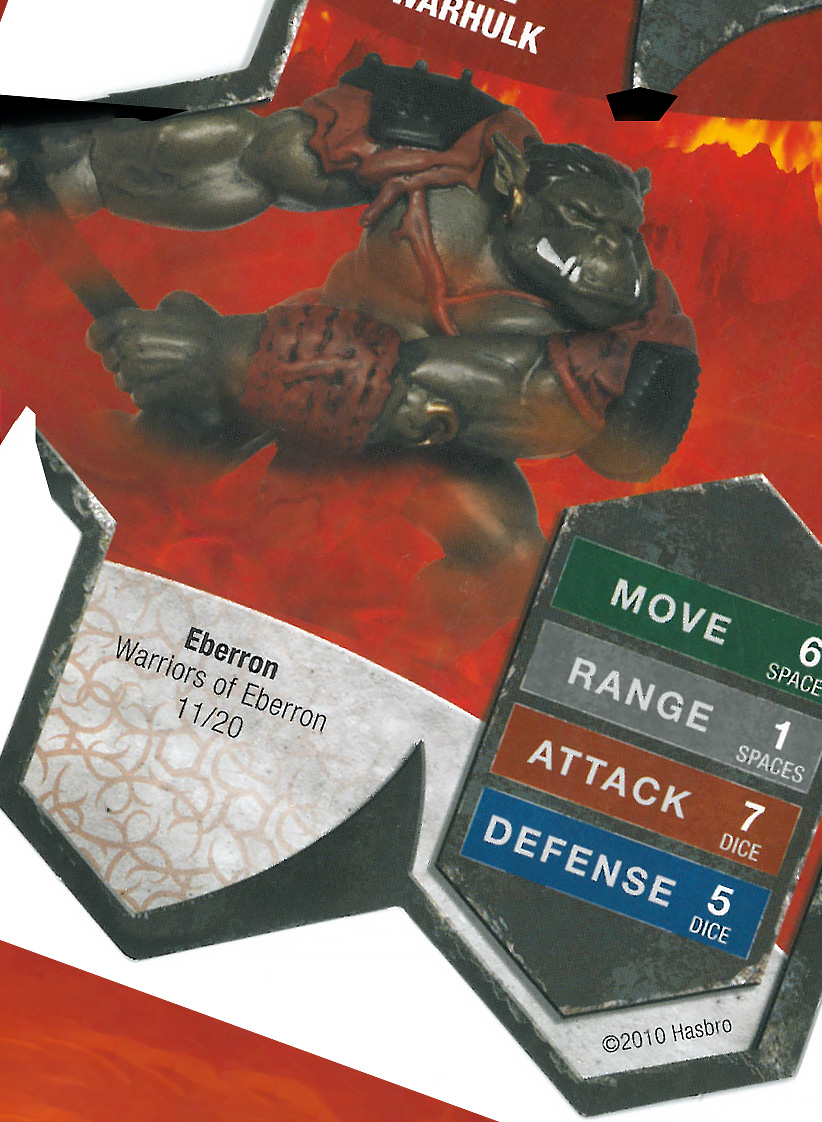 WARHULK
MOVE 6
SPACE
RANGE 1
SPACES
ATTACK 7
DICE
DEFENSE 5
DICE
Eberron
Warriors of Eberron
11/20
©2010 Hasbro